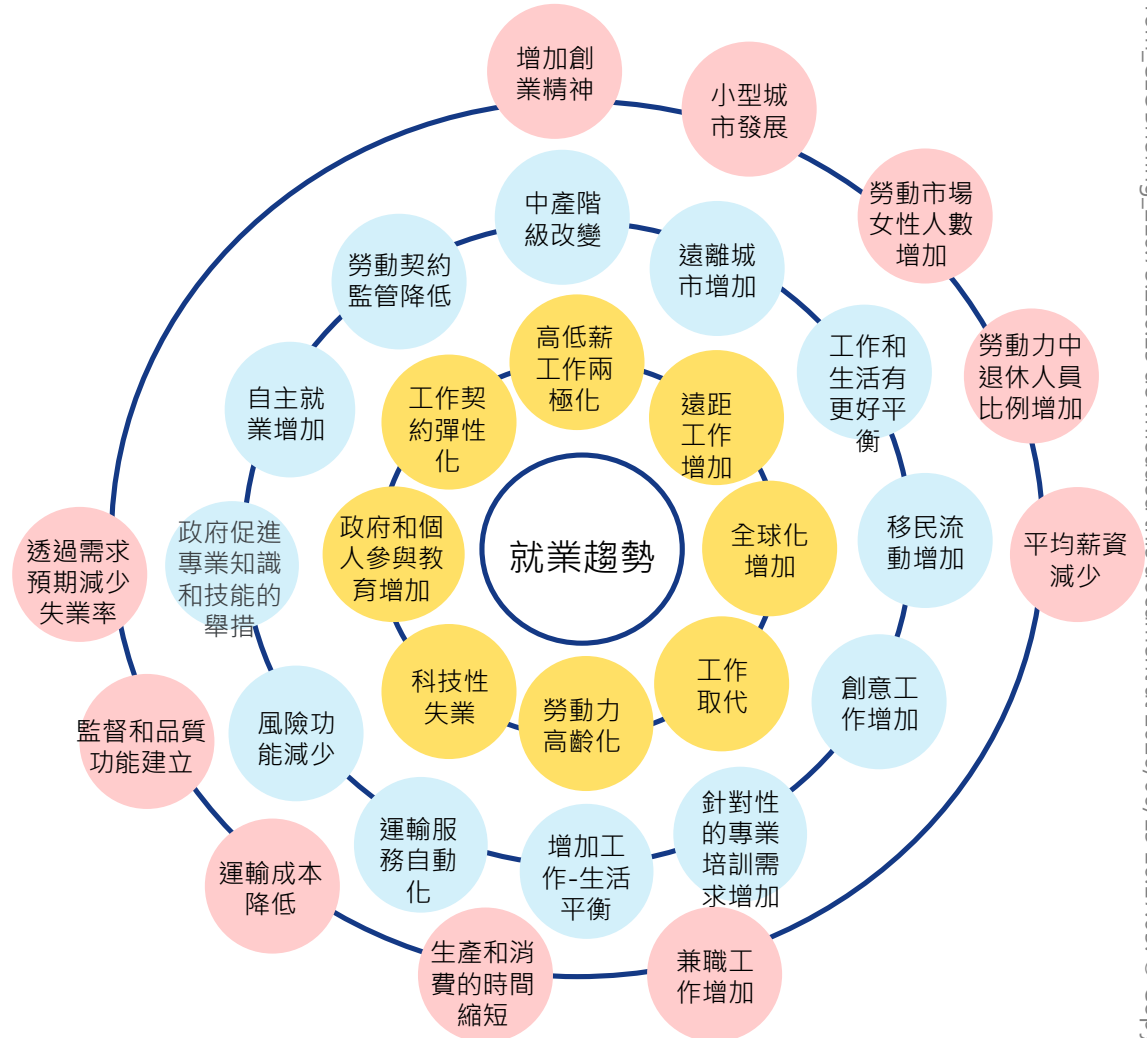 增加創
業精神
小型城
市發展
勞動市場
女性人數
增加
勞動力中
退休人員
比例增加
平均薪資
減少
兼職工
作增加
生產和消
費的時間
縮短
運輸成本
降低
監督和品質
功能建立
透過需求
預期減少
失業率
中產階
級改變
遠離城
市增加
工作和
生活有
更好平
衡
移民流
動增加
創意工
作增加
針對性
的專業
培訓需
求增加
增加工
作-生活
平衡
運輸服
務自動
化
風險功
能減少
政府促進
專業知識
和技能的
舉措
自主就
業增加
勞動契約
監管降低
高低薪
工作兩
極化
遠距
工作
增加
全球化
增加
工作
取代
勞動力
高齡化
科技性
失業
政府和個
人參與教
育增加
工作契
約彈性
化
就業趨勢